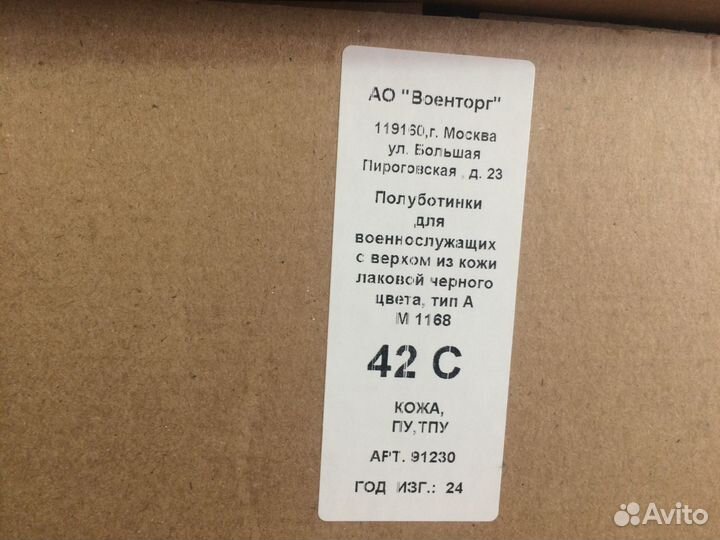 АО "Военторг"
119160,г. Москва
ул. Большая
Пироговская , д. 23
Полуботинки
для
военнослужащих
с верхом из кожи
лаковой черного
цвета, тип А
М 1168
42 С
КОЖА,
ПУ,ТПУ
АРТ. 91230
ГОД ИЗГ.: 24
Avito